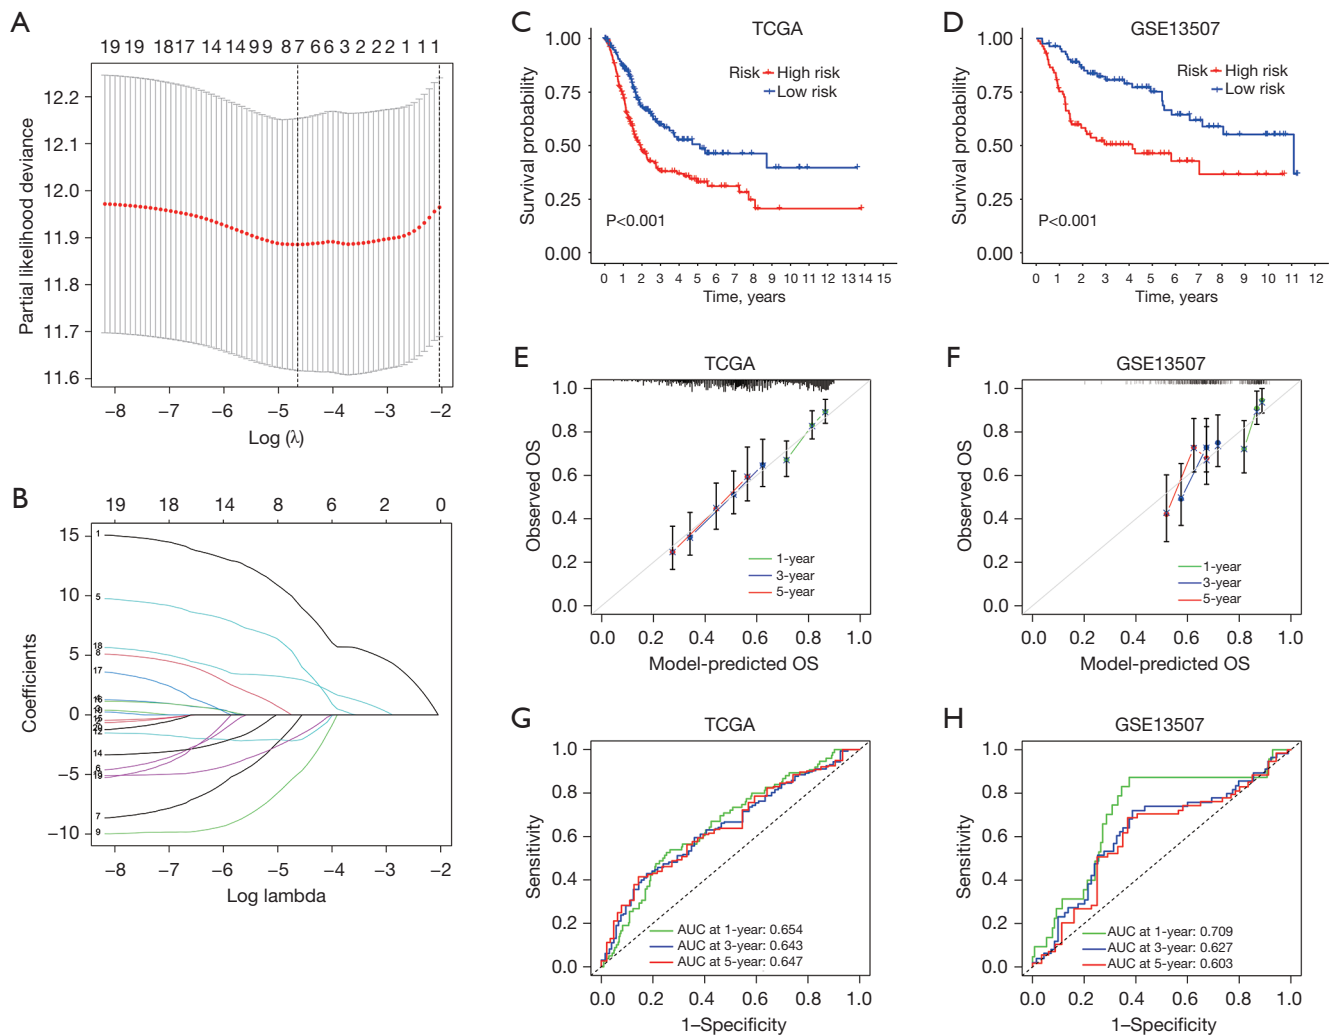 A
19 19 18 17 14 14 9 9 8 7 6 6 3 2 2 2 1 1 1
12.2
12.1
12.0
11.9
11.8
11.7
11.6
Partial likelihood deviance
−8 −7 −6 −5 −4 −3 −2
Log (λ)
B
19 18 14 8 6 2 0
15
10
5
0
−5
−10
Coefficients
1
5
18
8
17
12
14
6
19
7
9
−8 −7 −6 −5 −4 −3 −2
Log lambda
C
TCGA
1.00
0.75
0.50
0.25
0.00
Survival probability
Risk High risk
Low risk
P<0.001
0 1 2 3 4 5 6 7 8 9 10 11 12 13 14 15
Time, years
D
GSE13507
1.00
0.75
0.50
0.25
0.00
Survival probability
Risk High risk
Low risk
P<0.001
0 1 2 3 4 5 6 7 8 9 10 11 12
Time, years
E
TCGA
1.0
0.8
0.6
0.4
0.2
0.0
Observed OS
1-year
3-year
5-year
0.0 0.2 0.4 0.6 0.8 1.0
Model-predicted OS
F
GSE13507
1.0
0.8
0.6
0.4
0.2
0.0
Observed OS
1-year
3-year
5-year
0.0 0.2 0.4 0.6 0.8 1.0
Model-predicted OS
G
TCGA
1.0
0.8
0.6
0.4
0.2
0.0
Sensitivity
AUC at 1-year: 0.654
AUC at 3-year: 0.643
AUC at 5-year: 0.647
0.0 0.2 0.4 0.6 0.8 1.0
1−Specificity
H
GSE13507
1.0
0.8
0.6
0.4
0.2
0.0
Sensitivity
AUC at 1-year: 0.709
AUC at 3-year: 0.627
AUC at 5-year: 0.603
0.0 0.2 0.4 0.6 0.8 1.0
1−Specificity